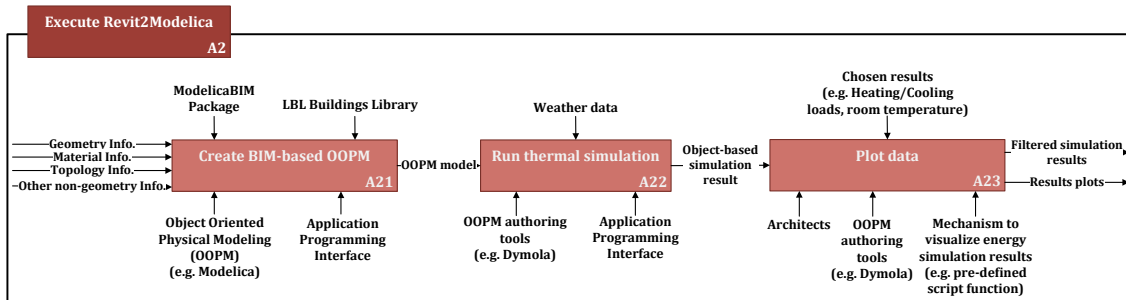 Execute Revit2Modelica
A2
ModelicaBIM
Package
LBL Buildings Library
Geometry Info.
Material Info.
Topology Info.
Other non-geometry Info.
Create BIM-based OOPM
A21
Object Oriented
Physical Modeling
(OOPM)
(e.g. Modelica)
Application
Programming
Interface
OOPM model
Weather data
Run thermal simulation
A22
OOPM authoring
tools
(e.g. Dymola)
Application
Programming
Interface
Object-based
simulation
result
Chosen results
(e.g. Heating/Cooling
loads, room temperature)
Plot data
A23
Architects
OOPM
authoring
tools
(e.g. Dymola)
Mechanism to
visualize energy
simulation results
(e.g. pre-defined
script function)
Filtered simulation
results
Results plots